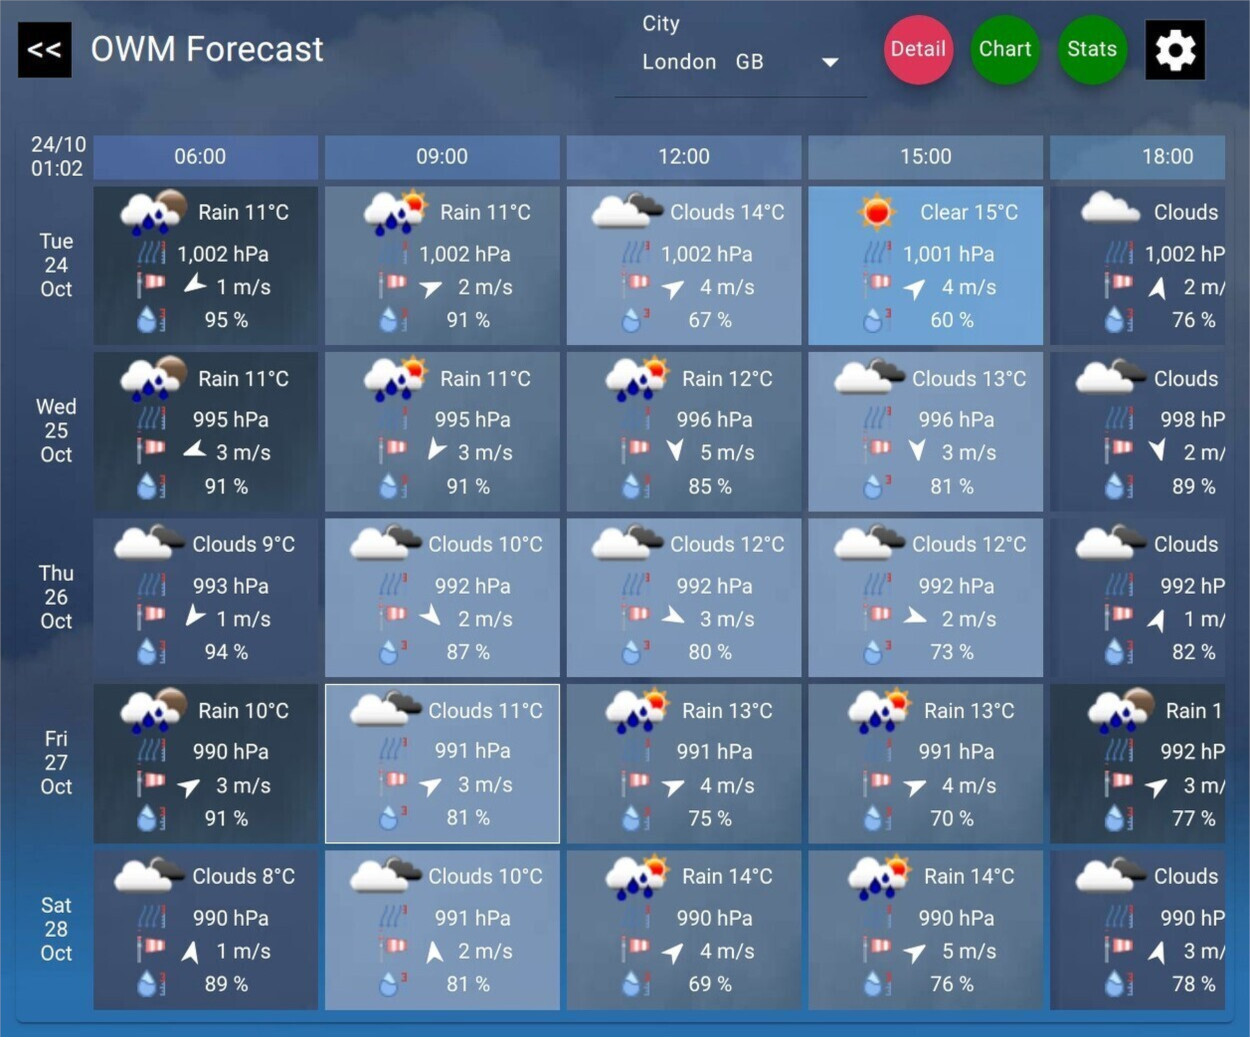 <<
OWM Forecast
City
London GB
Detail
Chart
Stats
24/10
01:02
06:00
09:00
12:00
15:00
18:00
Tue
24
Oct
Rain 11°C
1,002 hPa
1 m/s
95 %
Rain 11°C
1,002 hPa
2 m/s
91 %
Clouds 14°C
1,002 hPa
4 m/s
67 %
Clear 15°C
1,001 hPa
4 m/s
60 %
Clouds
1,002 hP
2 m/
76 %
Wed
25
Oct
Rain 11°C
995 hPa
3 m/s
91 %
Rain 11°C
995 hPa
3 m/s
91 %
Rain 12°C
996 hPa
5 m/s
85 %
Clouds 13°C
996 hPa
3 m/s
81 %
Clouds
998 hP
2 m/
89 %
Thu
26
Oct
Clouds 9°C
993 hPa
1 m/s
94 %
Clouds 10°C
992 hPa
2 m/s
87 %
Clouds 12°C
992 hPa
3 m/s
80 %
Clouds 12°C
992 hPa
2 m/s
73 %
Clouds
992 hP
1 m/
82 %
Fri
27
Oct
Rain 10°C
990 hPa
3 m/s
91 %
Clouds 11°C
991 hPa
3 m/s
81 %
Rain 13°C
991 hPa
4 m/s
75 %
Rain 13°C
991 hPa
4 m/s
70 %
Rain 1
992 hP
3 m/
77 %
Sat
28
Oct
Clouds 8°C
990 hPa
1 m/s
89 %
Clouds 10°C
991 hPa
2 m/s
81 %
Rain 14°C
990 hPa
4 m/s
69 %
Rain 14°C
990 hPa
5 m/s
76 %
Clouds
990 hP
3 m/
78 %